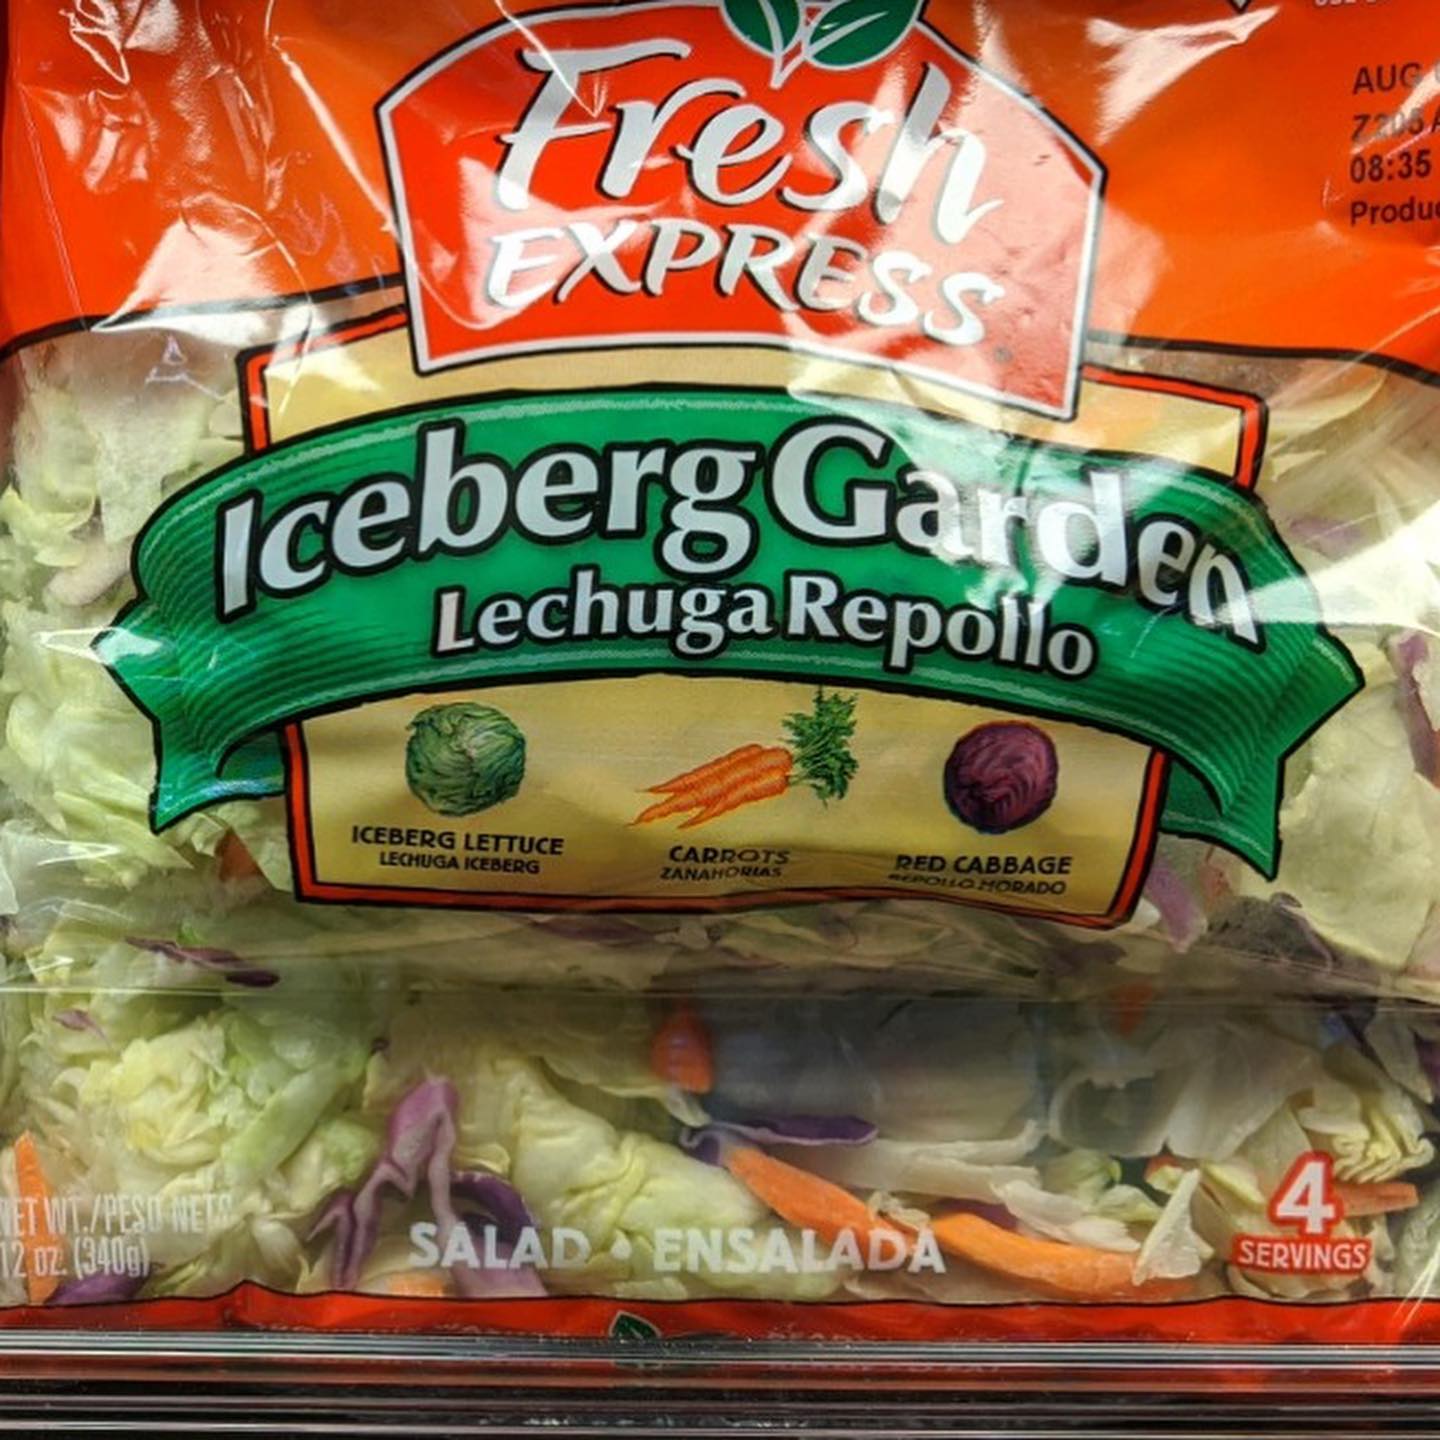 AUG
08:35
Fresh
EXPRESS
Iceberg Garden
Lechuga Repollo
ICEBERG LETTUCE
LECHUGA ICEBERG
CARROTS
ZANAHORIAS
RED CABBAGE
REPOLLO MORADO
NET WT./PESO NETO
12 oz. (340g)
SALAD • ENSALADA
4
SERVINGS